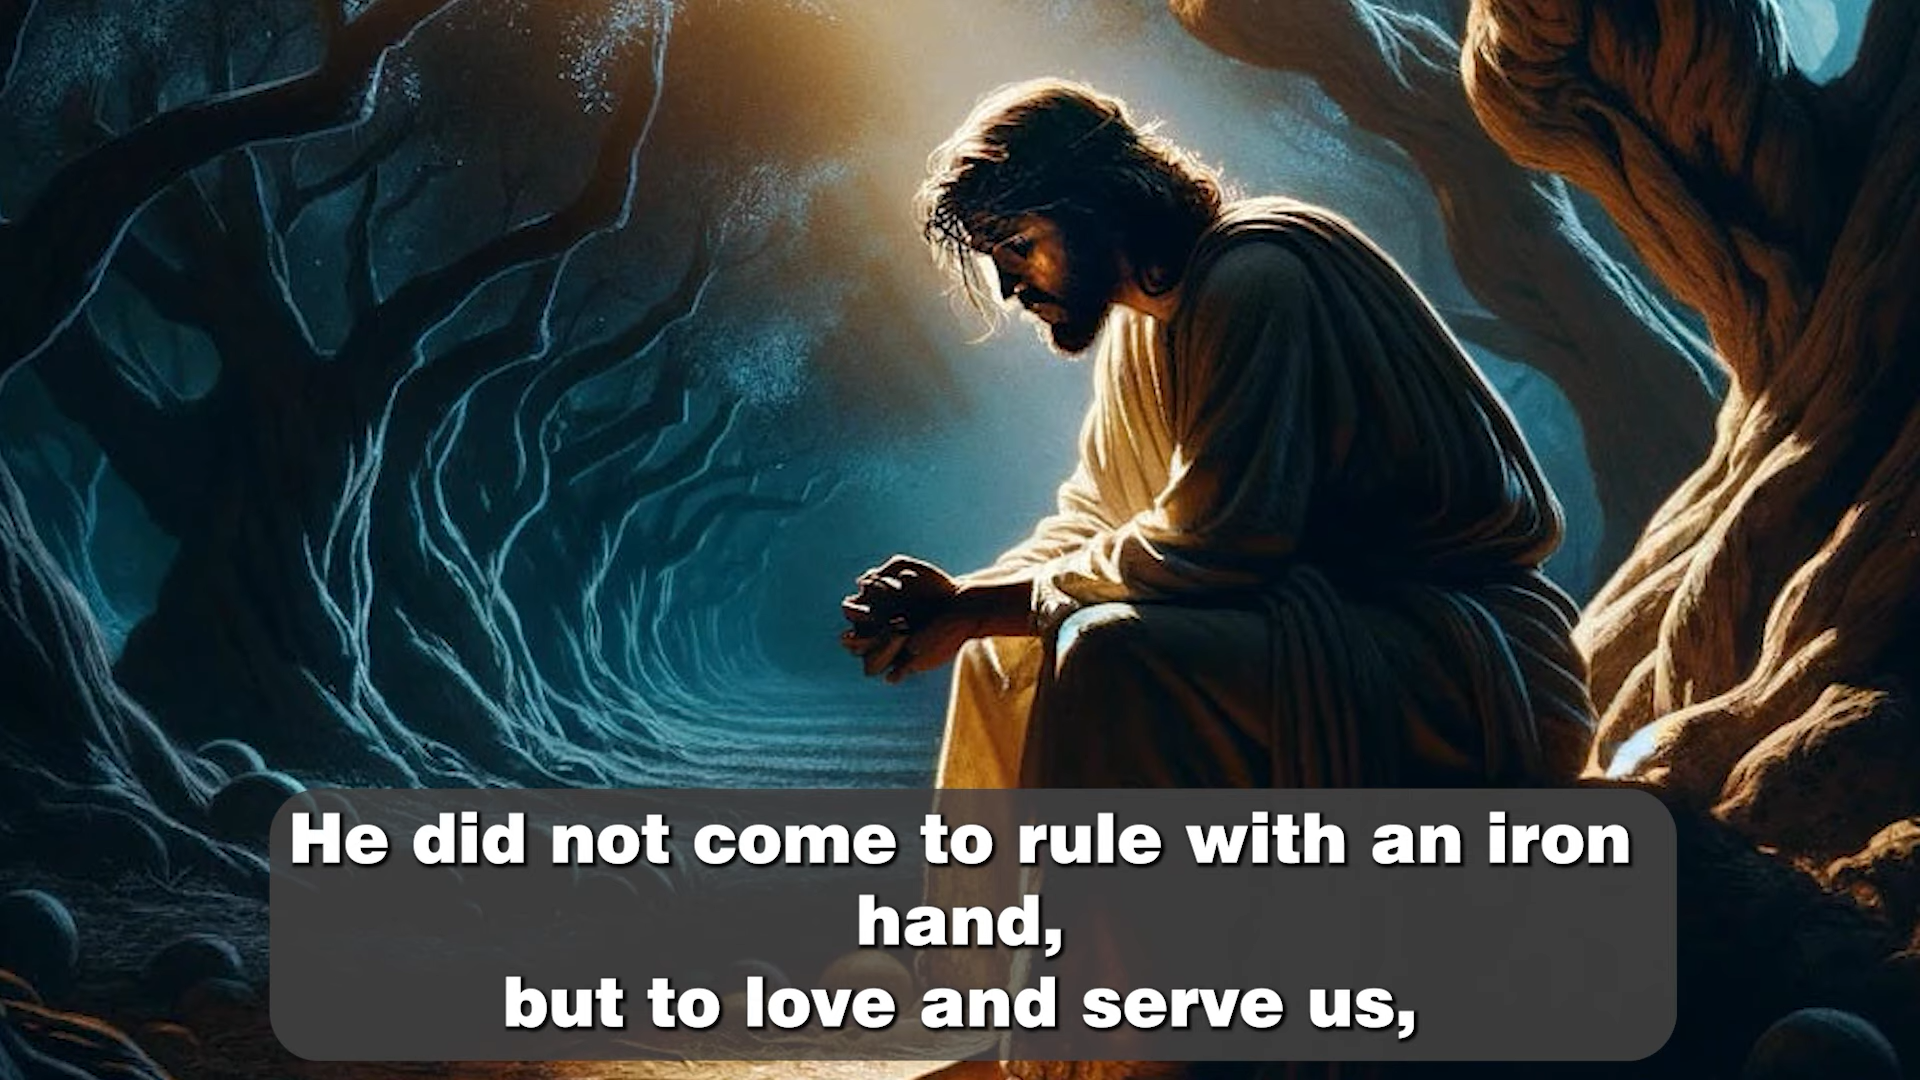 He did not come to rule with an iron
hand,
but to love and serve us,